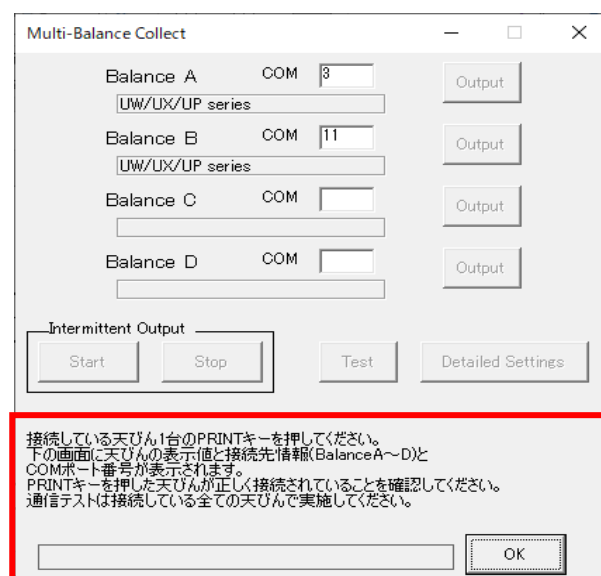 Multi-Balance Collect
Balance A COM 3 Output
UW/UX/UP series
Balance B COM 11 Output
UW/UX/UP series
Balance C COM Output
Balance D COM Output
Intermittent Output
Start Stop Test Detailed Settings
接続している天びん1台のPRINTキーを押してください。
下の画面に天びんの表示値と接続先情報(BalanceA～D)と
COMポート番号が表示されます。
PRINTキーを押した天びんが正しく接続されていることを確認してください。
通信テストは接続している全ての天びんで実施してください。
OK